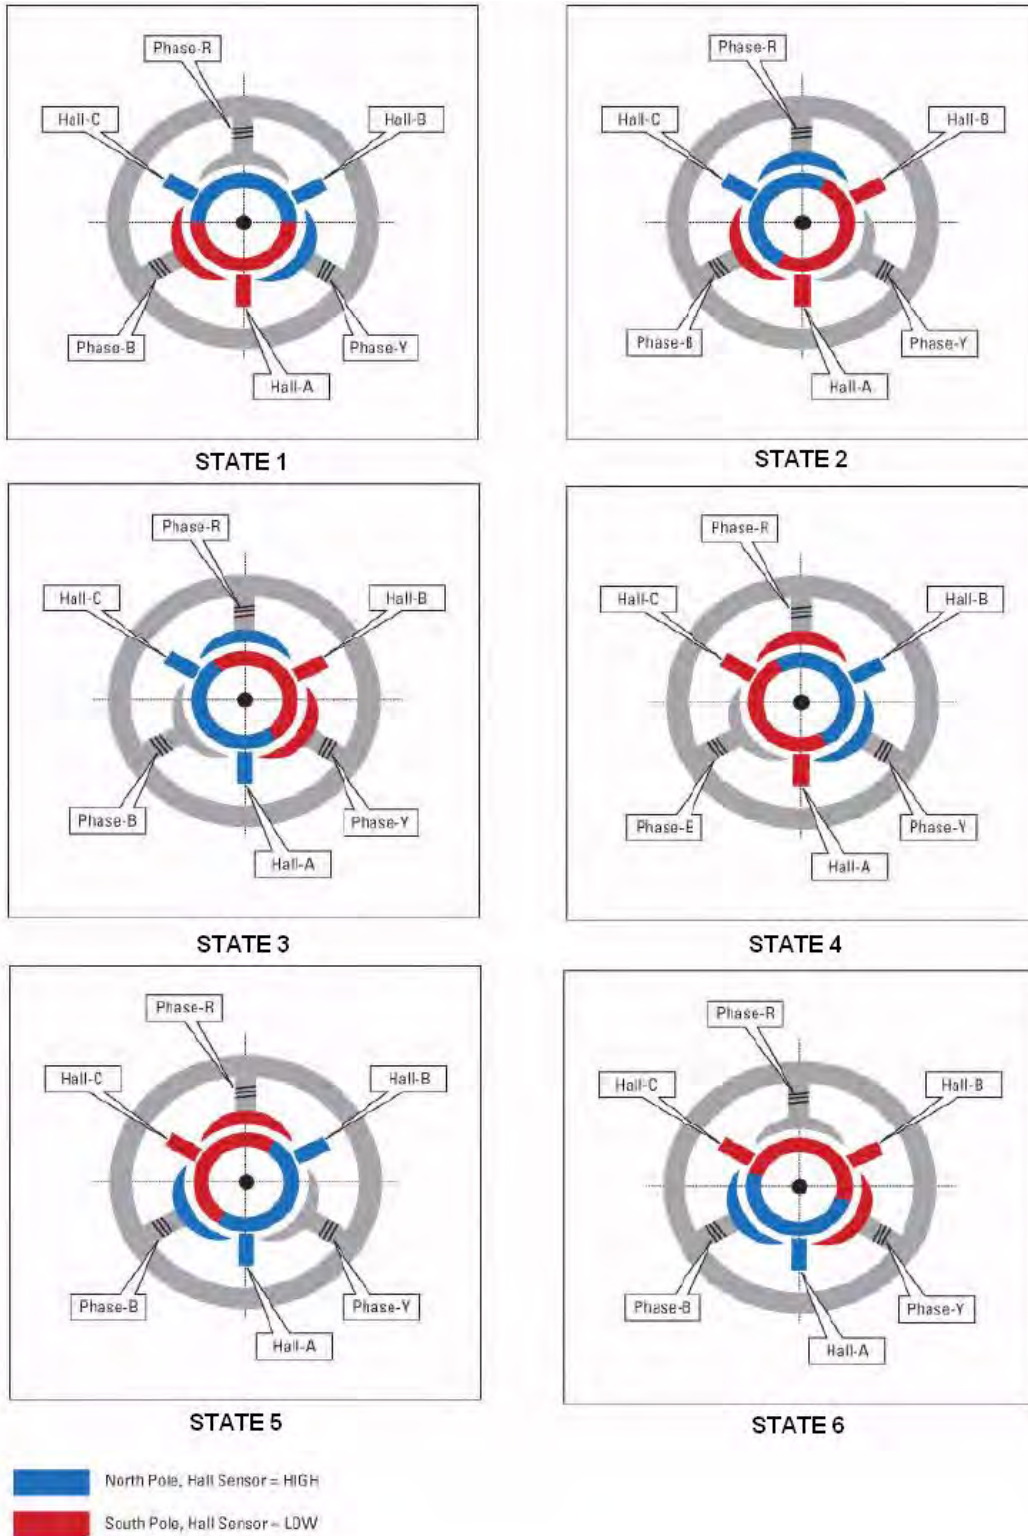 Phase-R
Hall-C
Hall-B
Phase-B
Phase-Y
Hall-A
STATE 1
Phase-R
Hall-C
Hall-B
Phase-B
Phase-Y
Hall-A
STATE 2
Phase-R
Hall-C
Hall-B
Phase-B
Phase-Y
Hall-A
STATE 3
Phase-R
Hall-C
Hall-B
Phase-E
Phase-Y
Hall-A
STATE 4
Phase-R
Hall-C
Hall-B
Phase-B
Phase-Y
Hall-A
STATE 5
Phase-R
Hall-C
Hall-B
Phase-B
Phase-Y
Hall-A
STATE 6
North Pole, Hall Sensor = HIGH
South Pole, Hall Sensor = LOW